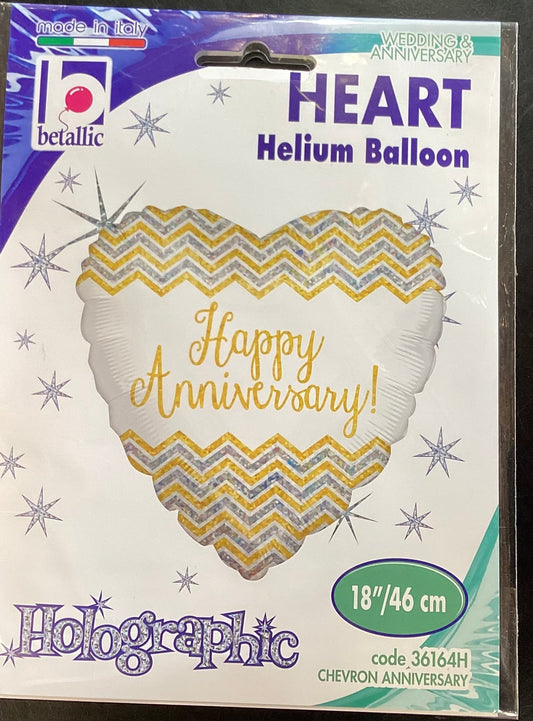 made in italy
betallic
WEDDING &
ANNIVERSARY
HEART
Helium Balloon
Happy
Anniversary!
18"/46 cm
Holographic
code 36164H
CHEVRON ANNIVERSARY